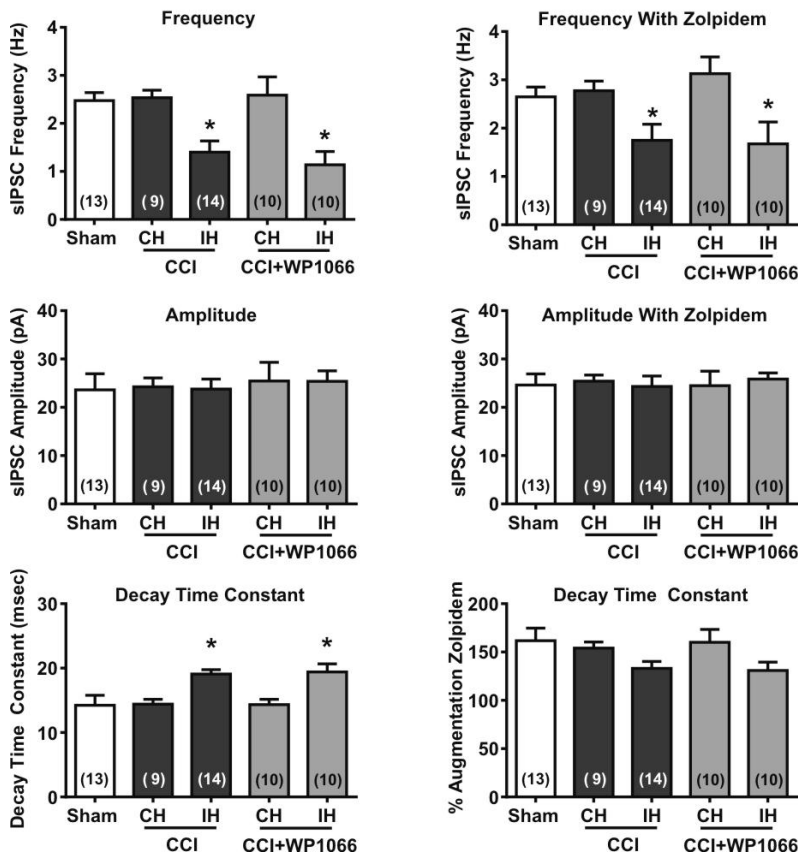 Frequency
sIPSC Frequency (Hz)
4
3
2
1
0
*
*
(13) ( 9) (14) (10) (10)
Sham CH IH CH IH
CCI CCI+WP1066
Frequency With Zolpidem
sIPSC Frequency (Hz)
4
3
2
1
0
*
*
(13) ( 9) (14) (10) (10)
Sham CH IH CH IH
CCI CCI+WP1066
Amplitude
sIPSC Amplitude (pA)
40
30
20
10
0
(13) ( 9) (14) (10) (10)
Sham CH IH CH IH
CCI CCI+WP1066
Amplitude With Zolpidem
sIPSC Amplitude (pA)
40
30
20
10
0
(13) ( 9) (14) (10) (10)
Sham CH IH CH IH
CCI CCI+WP1066
Decay Time Constant
Decay Time Constant (msec)
30
20
10
0
*
*
(13) ( 9) (14) (10) (10)
Sham CH IH CH IH
CCI CCI+WP1066
Decay Time Constant
% Augmentation Zolpidem
200
150
100
50
0
(13) ( 9) (14) (10) (10)
Sham CH IH CH IH
CCI CCI+WP1066